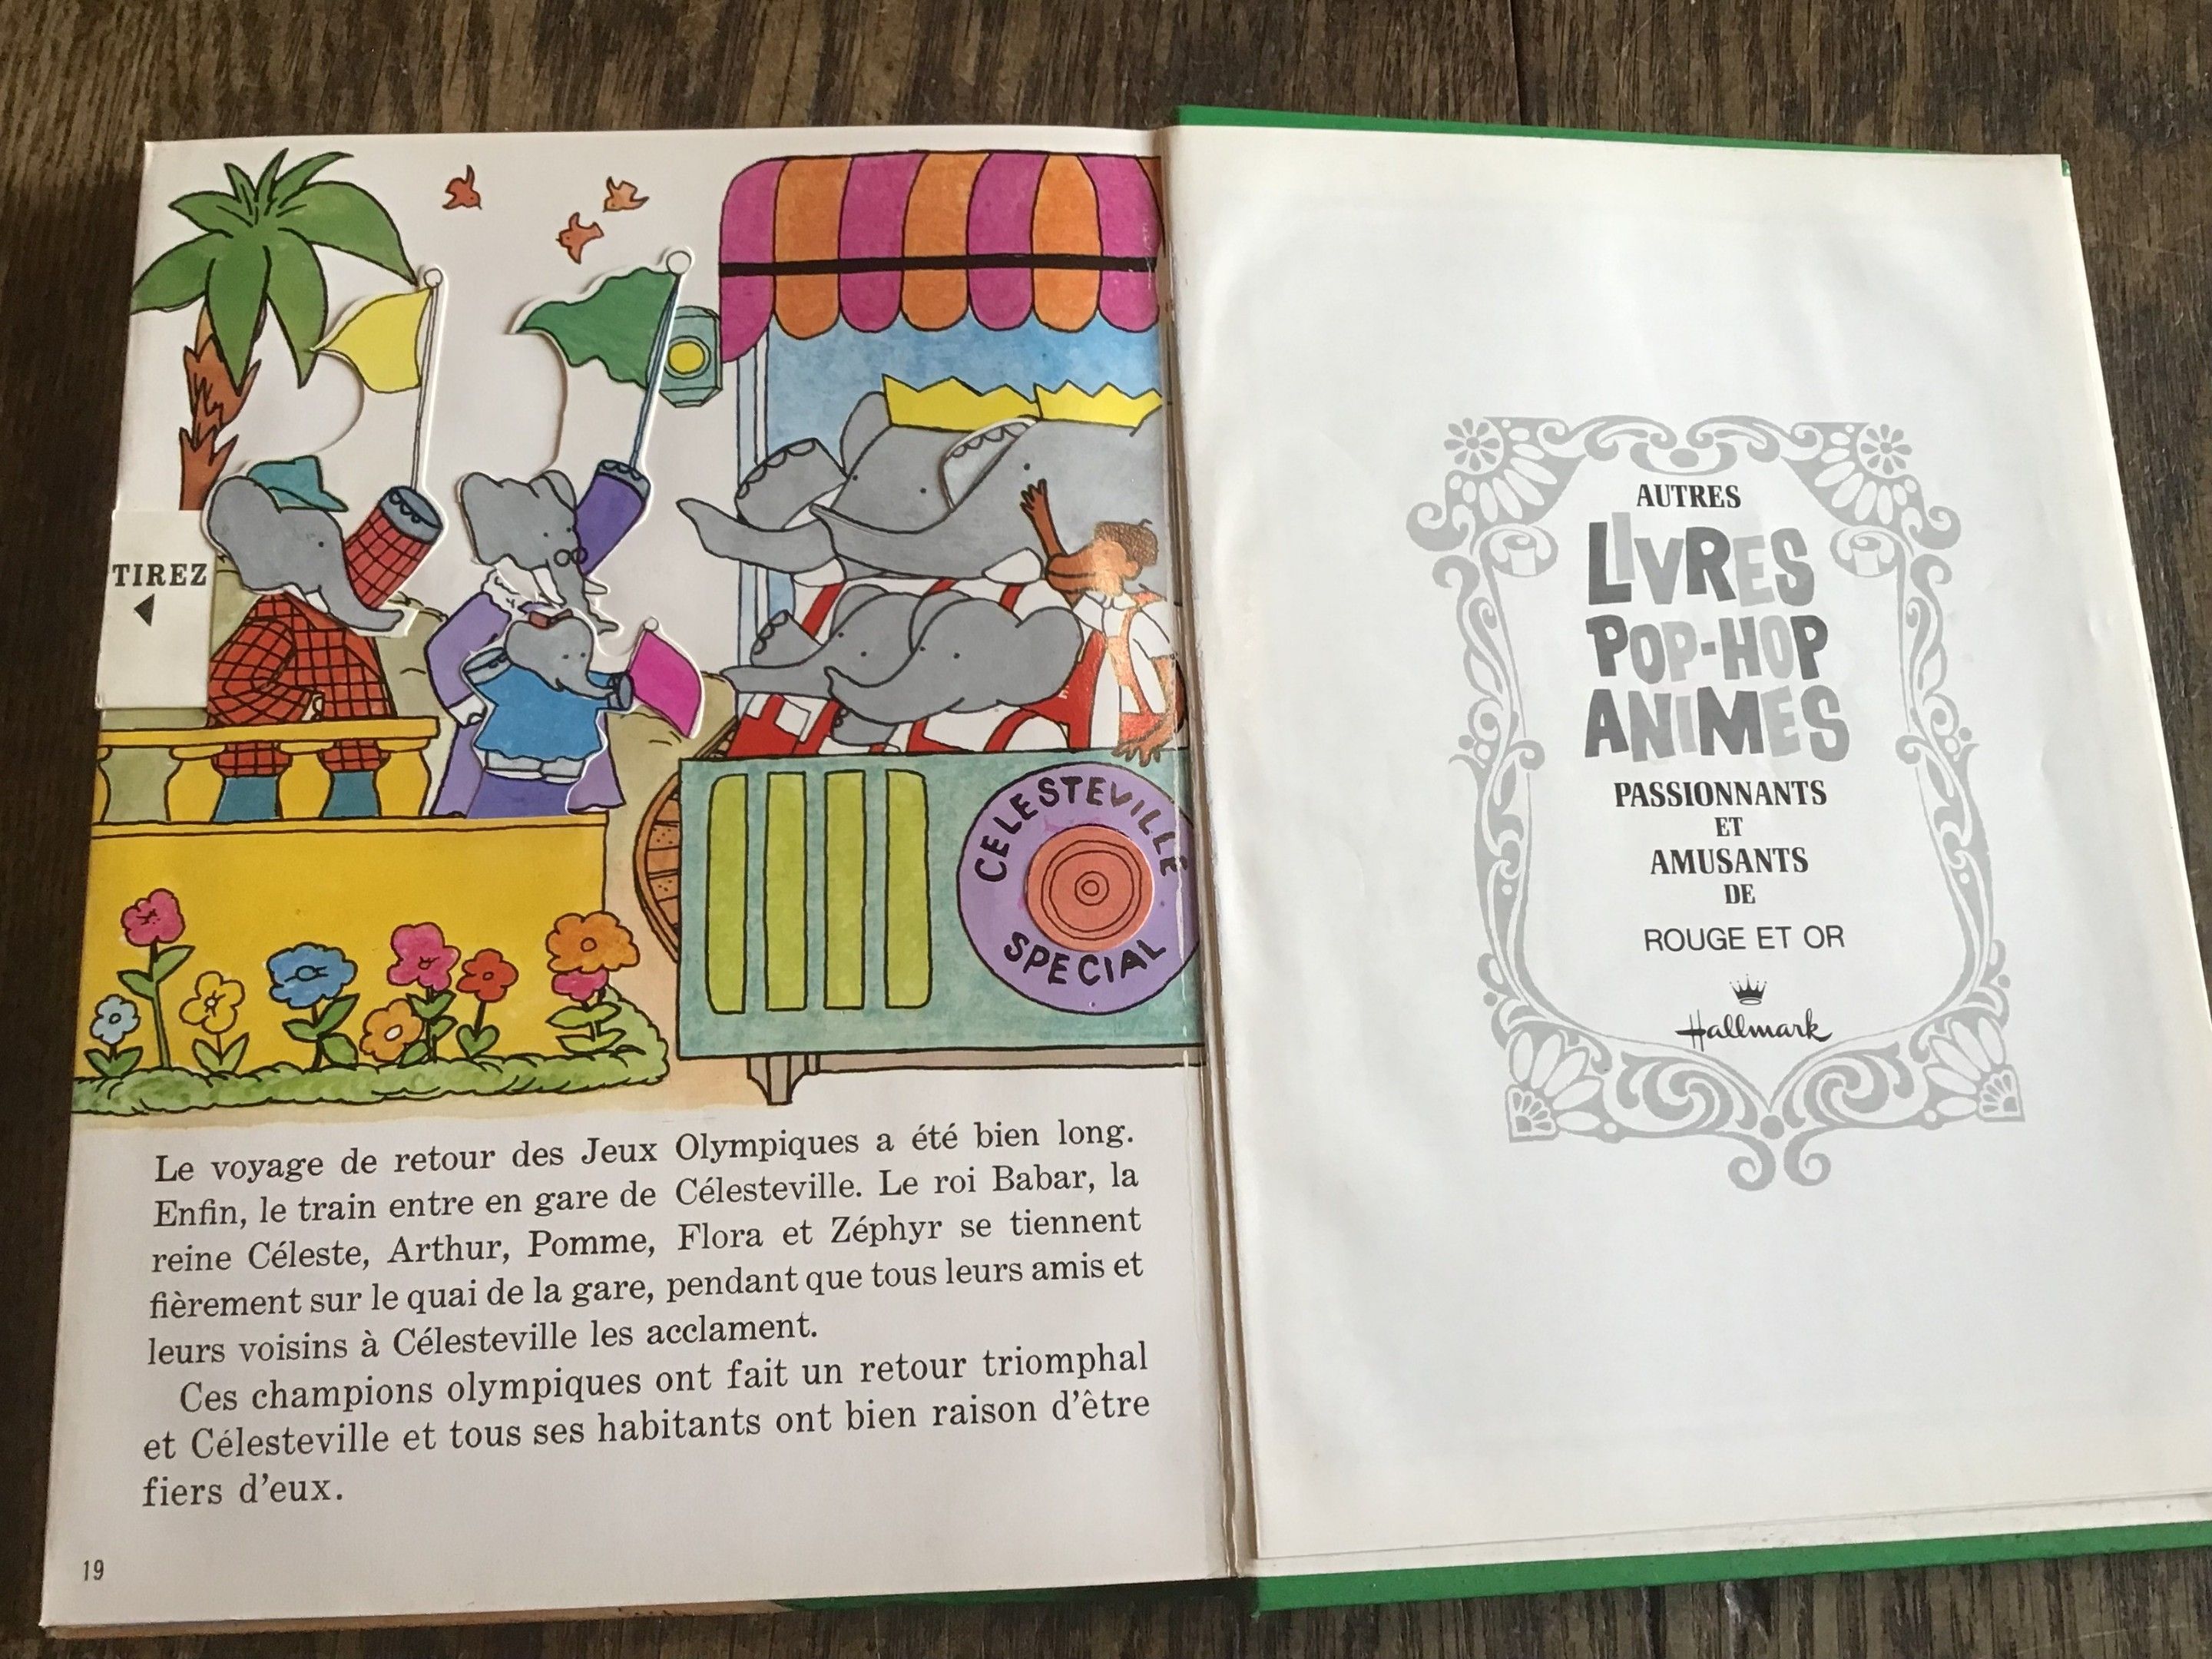 TIREZ
CELESTEVILLE
SPECIAL
Le voyage de retour des Jeux Olympiques a été bien long.
Enfin, le train entre en gare de Célesteville. Le roi Babar, la
reine Céleste, Arthur, Pomme, Flora et Zéphyr se tiennent
fièrement sur le quai de la gare, pendant que tous leurs amis et
leurs voisins à Célesteville les acclament.
Ces champions olympiques ont fait un retour triomphal
et Célesteville et tous ses habitants ont bien raison d'être
fiers d'eux.
19
AUTRES
LIVRES
POP-HOP
ANIMES
PASSIONNANTS
ET
AMUSANTS
DE
ROUGE ET OR
Hallmark